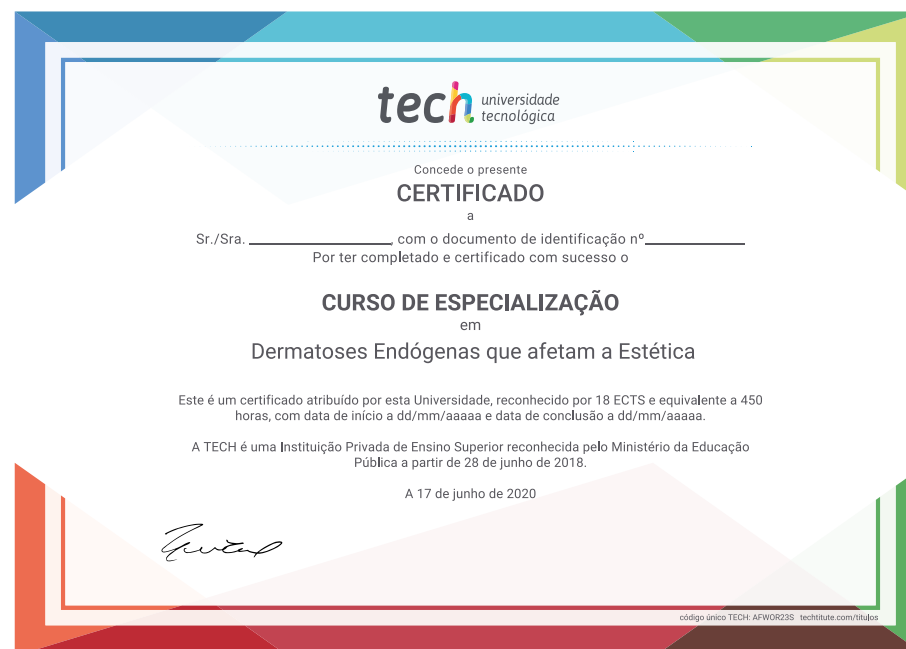 tech universidade
tecnológica
Concede o presente
CERTIFICADO
a
Sr./Sra. ____________________, com o documento de identificação nº______________
Por ter completado e certificado com sucesso o
CURSO DE ESPECIALIZAÇÃO
em
Dermatoses Endógenas que afetam a Estética
Este é um certificado atribuído por esta Universidade, reconhecido por 18 ECTS e equivalente a 450
horas, com data de início a dd/mm/aaaaa e data de conclusão a dd/mm/aaaaa.
A TECH é uma Instituição Privada de Ensino Superior reconhecida pelo Ministério da Educação
Pública a partir de 28 de junho de 2018.
A 17 de junho de 2020
código único TECH: AFWOR23S techtitute.com/titulos